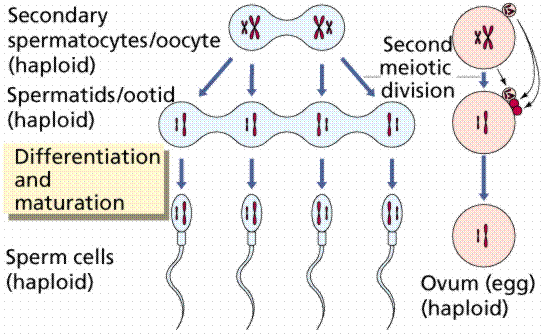 Secondary
spermatocytes/oocyte
(haploid)
Second
meiotic
division
Spermatids/ootid
(haploid)
Differentiation
and
maturation
Sperm cells
(haploid)
Ovum (egg)
(haploid)